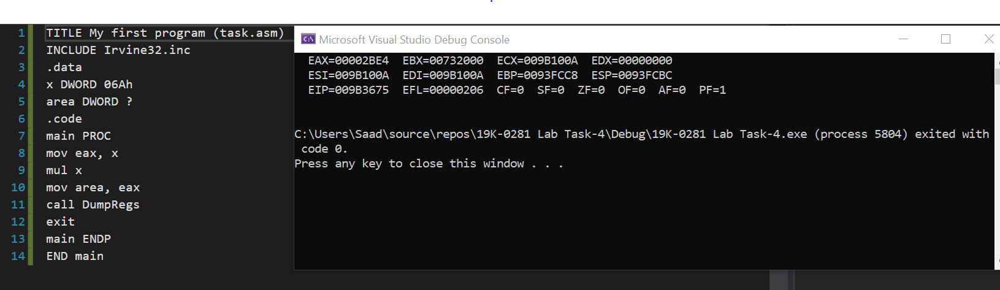 1 TITLE My first program (task.asm)
2 INCLUDE Irvine32.inc
3 .data
4 x DWORD 06Ah
5 area DWORD ?
6 .code
7 main PROC
8 mov eax, x
9 mul x
10 mov area, eax
11 call DumpRegs
12 exit
13 main ENDP
14 END main
C:\ Microsoft Visual Studio Debug Console
EAX=00002BE4 EBX=00732000 ECX=009B100A EDX=00000000
ESI=009B100A EDI=009B100A EBP=0093FCC8 ESP=0093FCBC
EIP=009B3675 EFL=00000206 CF=0 SF=0 ZF=0 OF=0 AF=0 PF=1
C:\Users\Saad\source\repos\19K-0281 Lab Task-4\Debug\19K-0281 Lab Task-4.exe (process 5804) exited with
code 0.
Press any key to close this window . . .